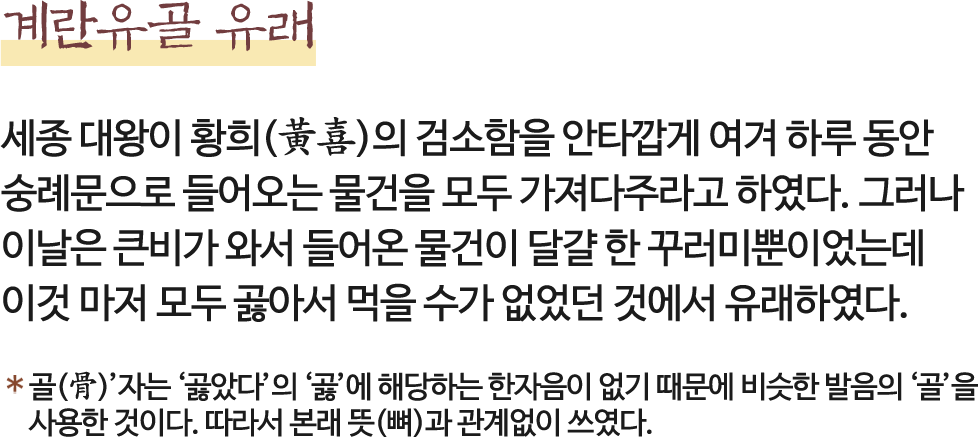 계란유골 유래
세종 대왕이 황희(黃喜)의 검소함을 안타깝게 여겨 하루 동안
숭례문으로 들어오는 물건을 모두 가져다주라고 하였다. 그러나
이날은 큰비가 와서 들어온 물건이 달걀 한 꾸러미뿐이었는데
이것 마저 모두 곯아서 먹을 수가 없었던 것에서 유래하였다.
* 골(骨)’자는 ‘곯았다’의 ‘곯’에 해당하는 한자음이 없기 때문에 비슷한 발음의 ‘골’을
사용한 것이다. 따라서 본래 뜻(뼈)과 관계없이 쓰였다.